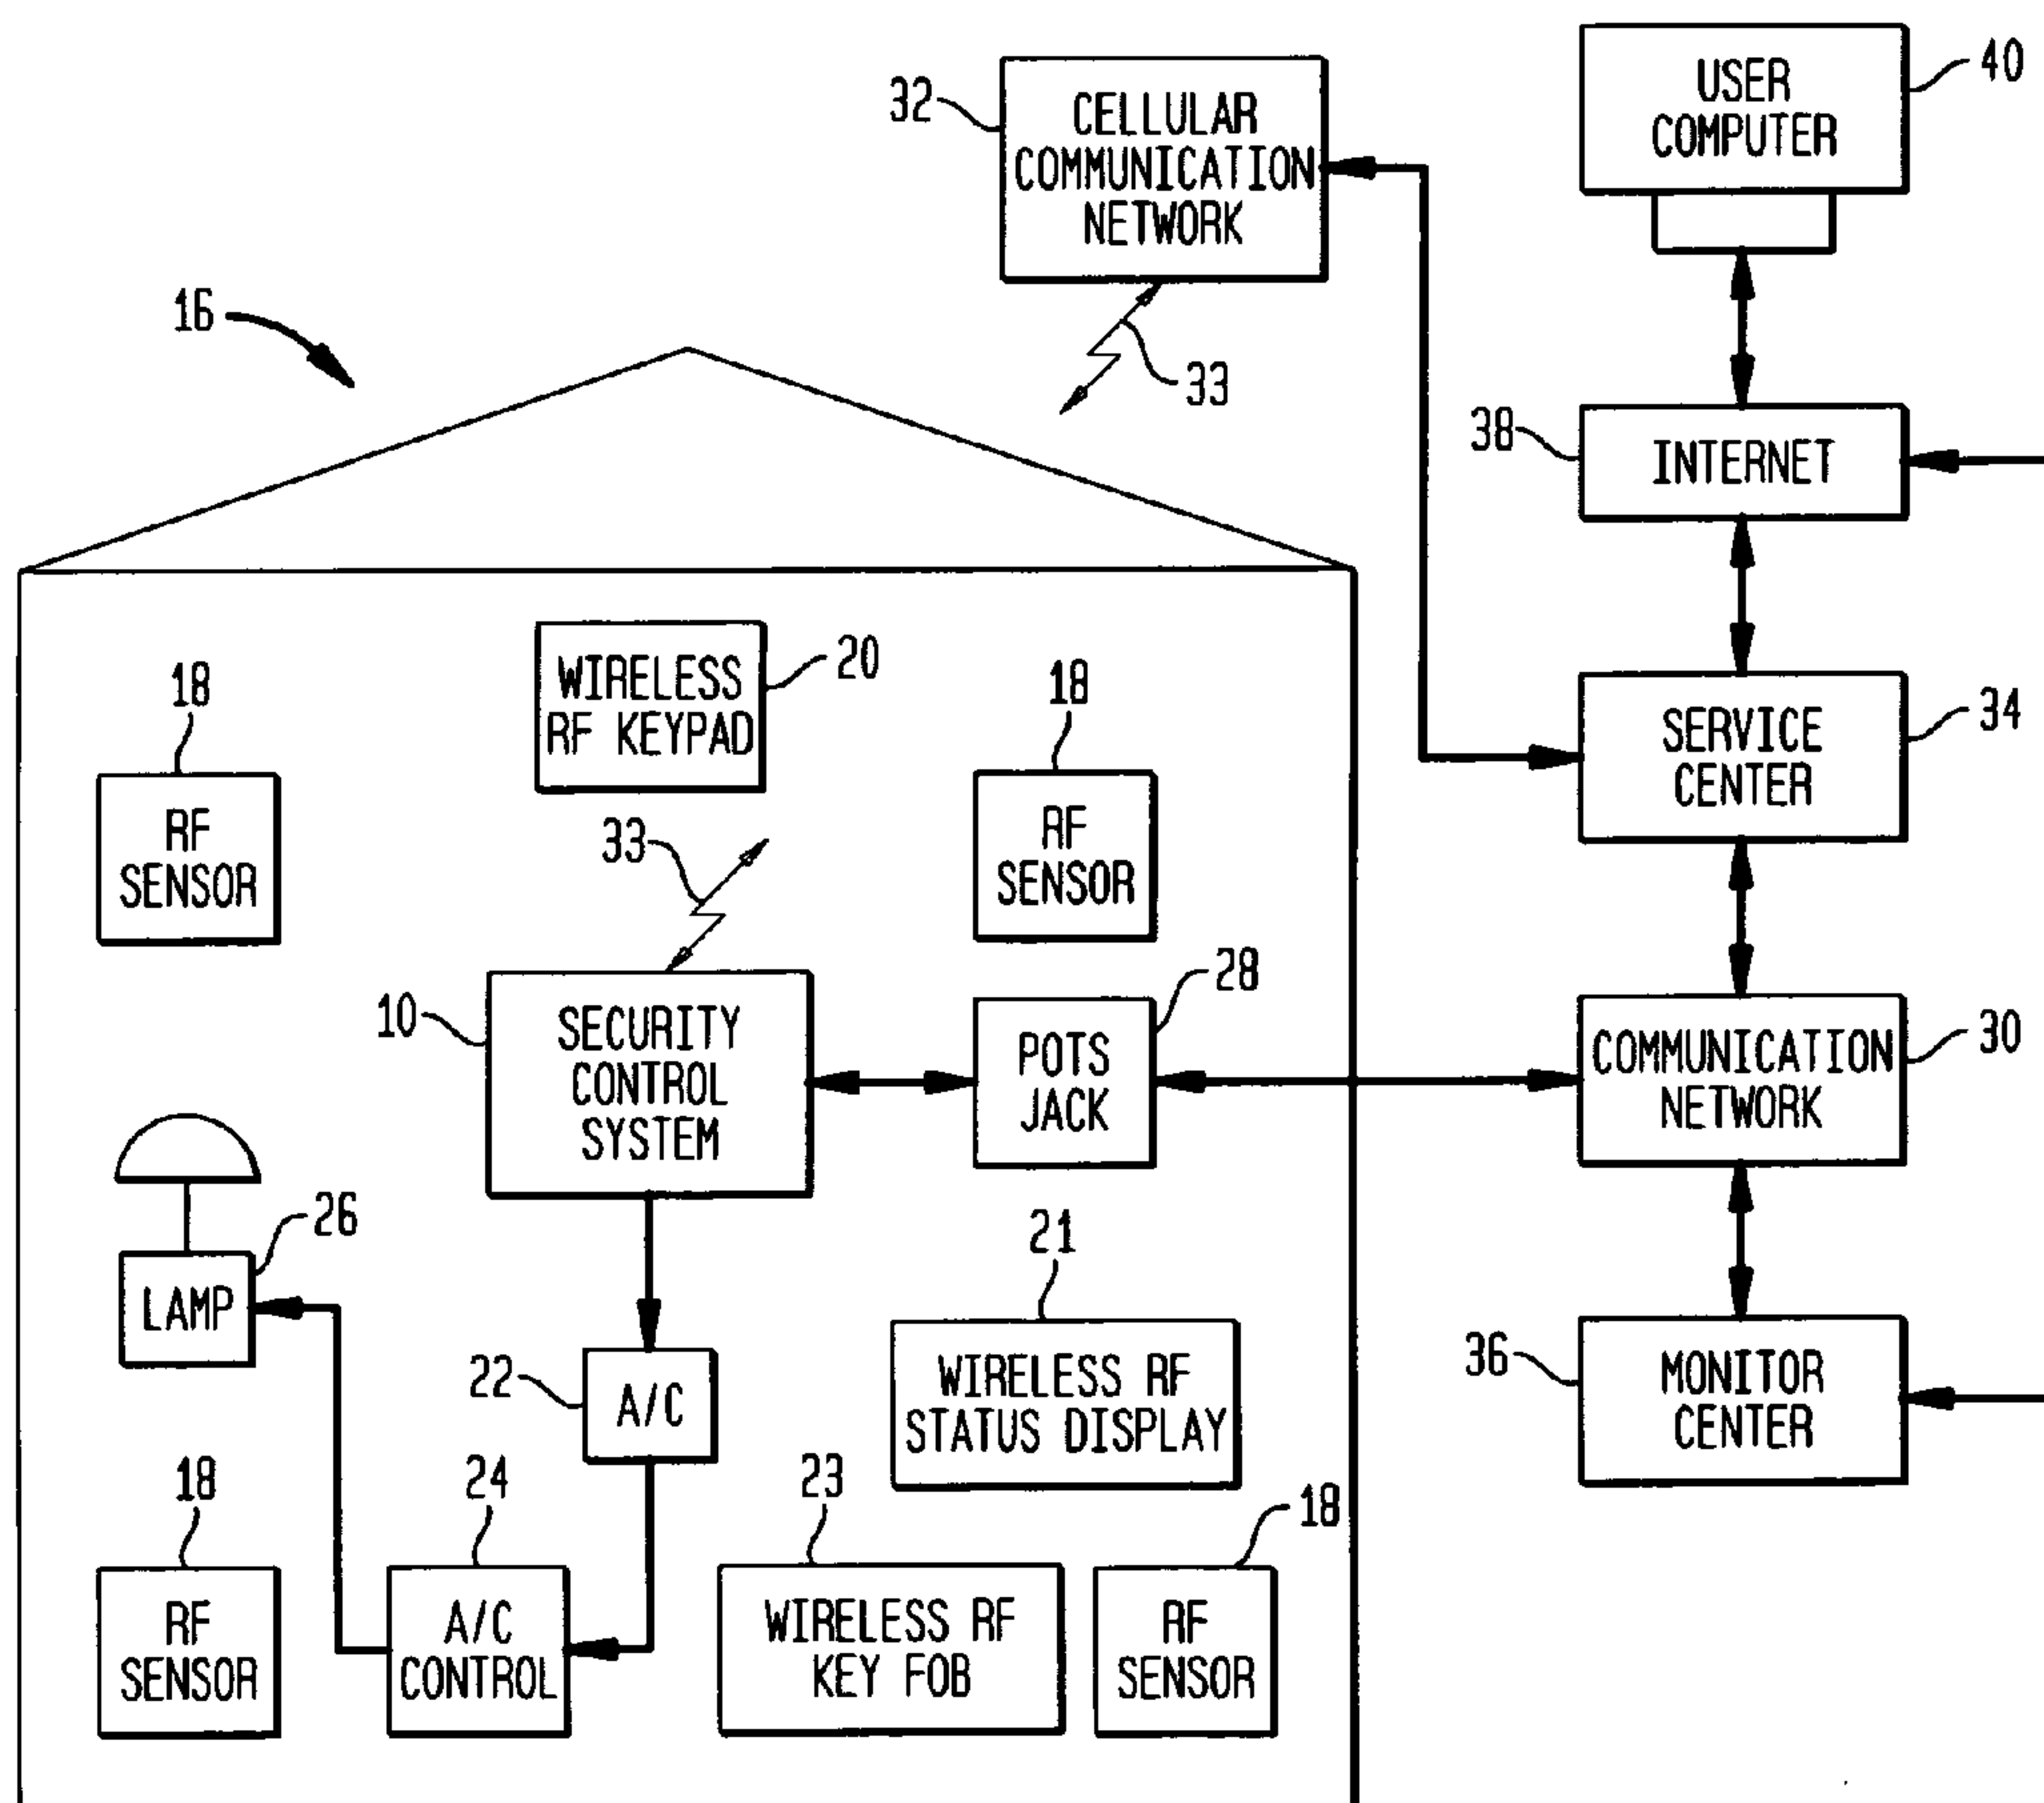 32
CELLULAR
COMMUNICATION
NETWORK
USER
COMPUTER
40
16
33
38
INTERNET
18
WIRELESS
RF KEYPAD
20
18
SERVICE
CENTER
34
RF
SENSOR
33
RF
SENSOR
10
SECURITY
CONTROL
SYSTEM
POTS
JACK
28
COMMUNICATION
NETWORK
30
26
LAMP
21
22
A/C
WIRELESS RF
STATUS DISPLAY
36
MONITOR
CENTER
18
24
23
18
RF
SENSOR
A/C
CONTROL
WIRELESS RF
KEY FOB
RF
SENSOR